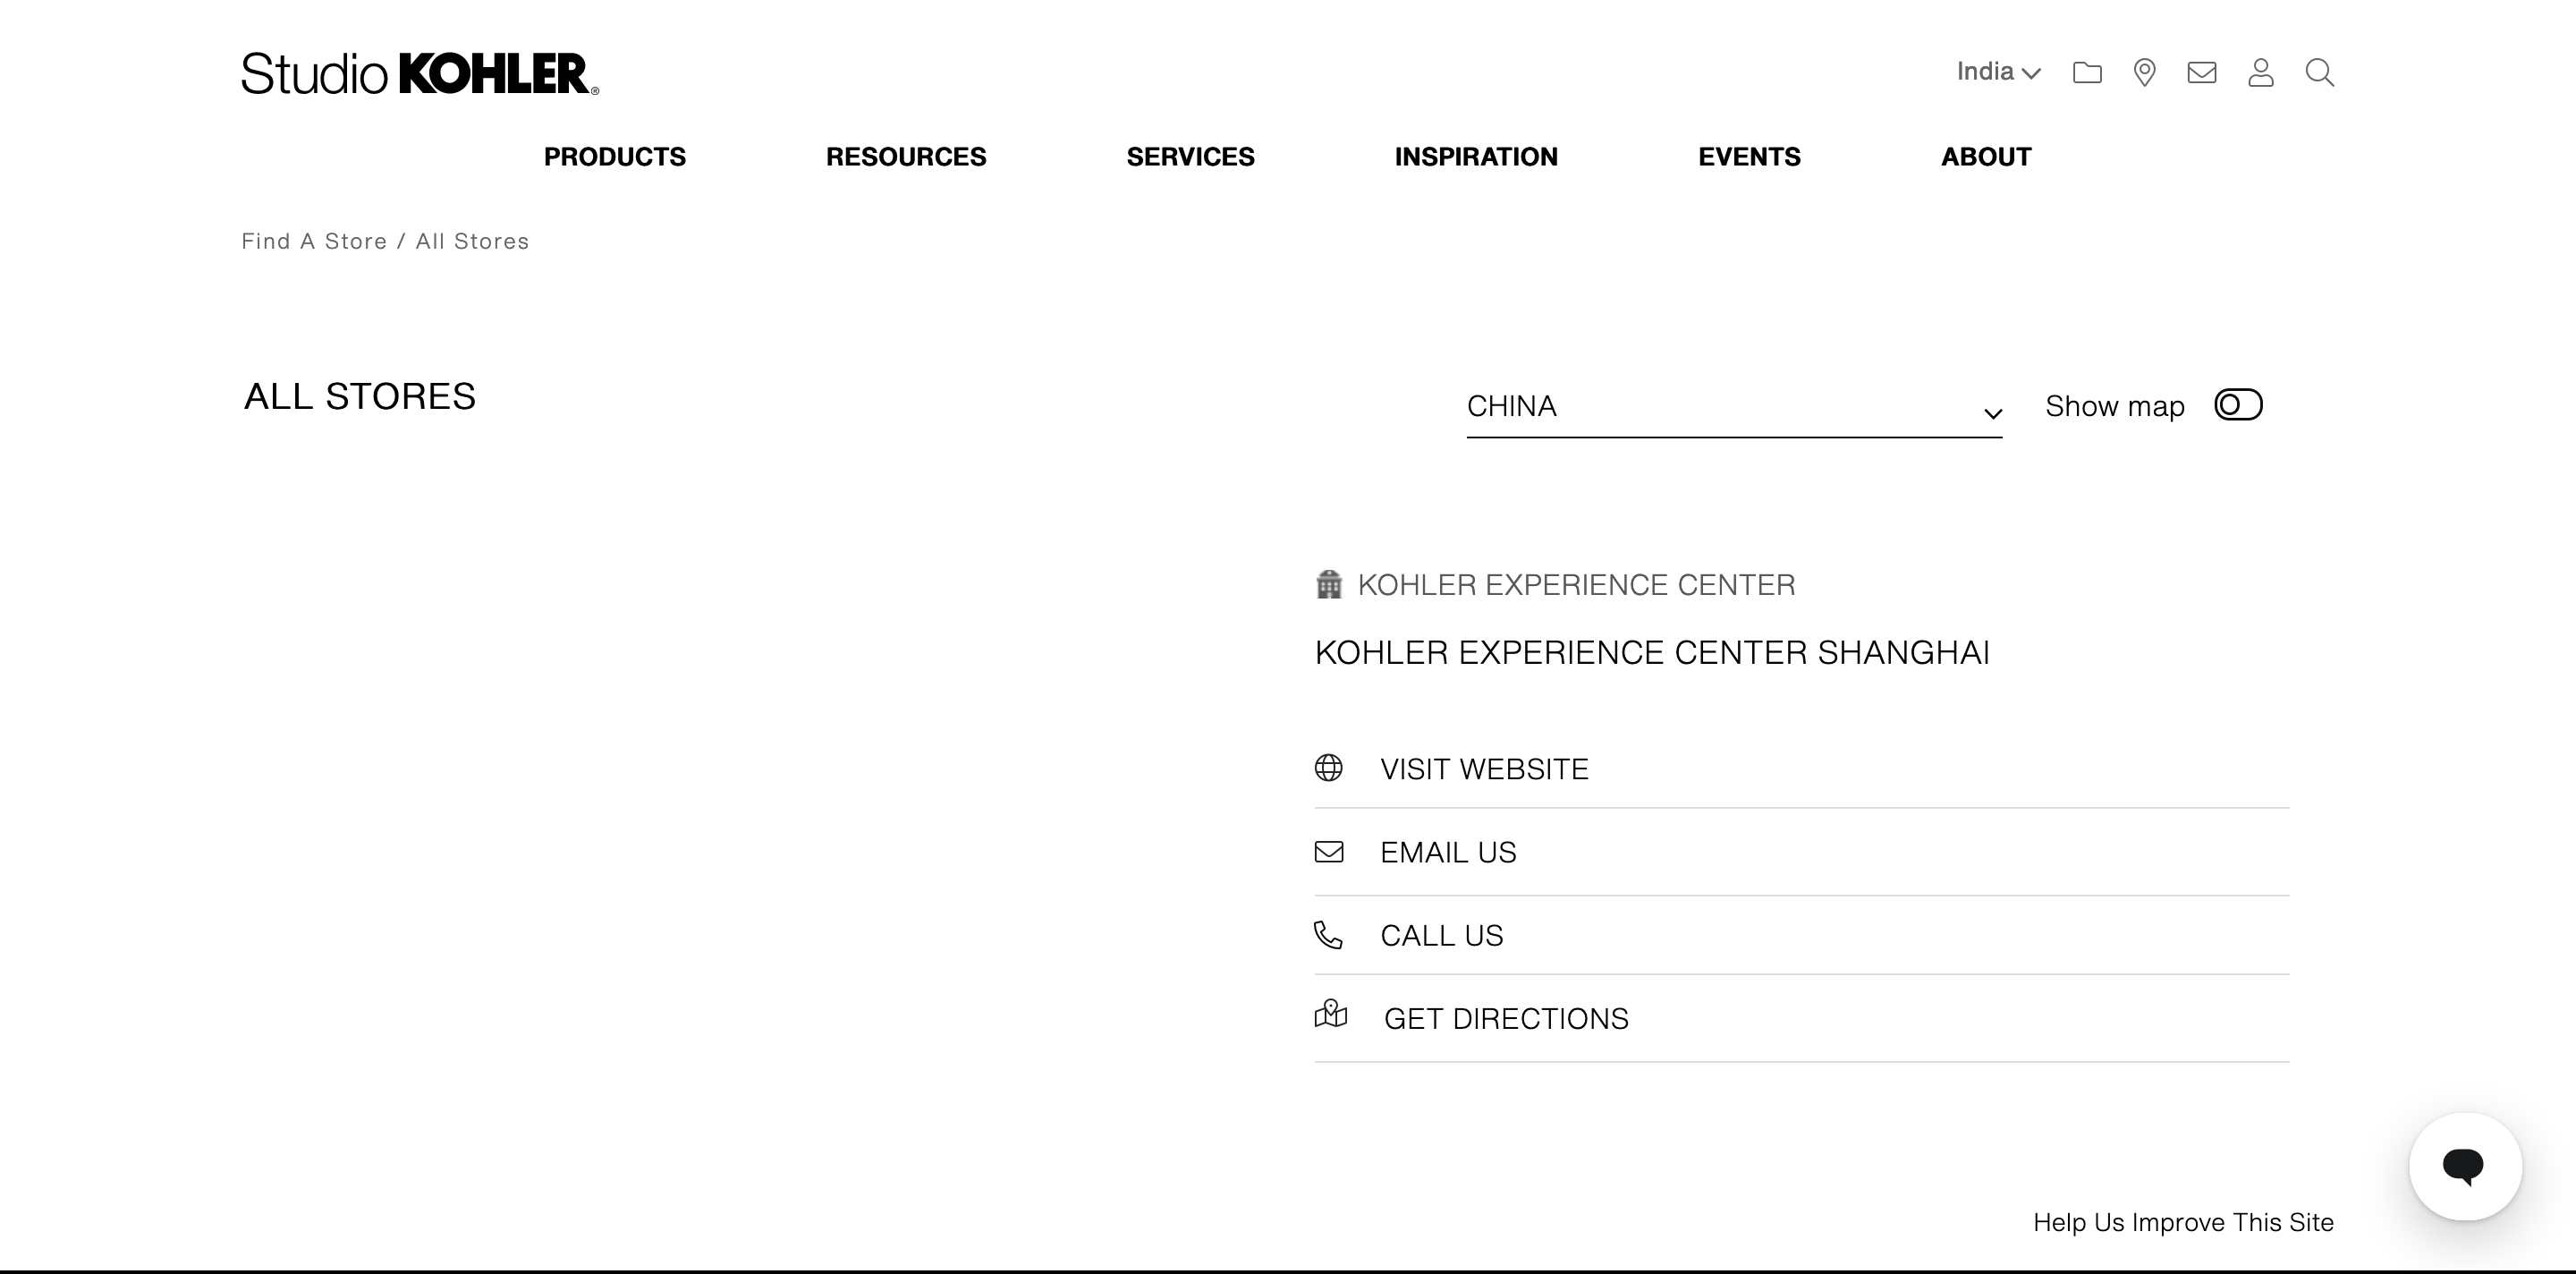 Studio KOHLER®
India
PRODUCTS RESOURCES SERVICES INSPIRATION EVENTS ABOUT
Find A Store / All Stores
ALL STORES
CHINA
Show map
KOHLER EXPERIENCE CENTER
KOHLER EXPERIENCE CENTER SHANGHAI
VISIT WEBSITE
EMAIL US
CALL US
GET DIRECTIONS
Help Us Improve This Site